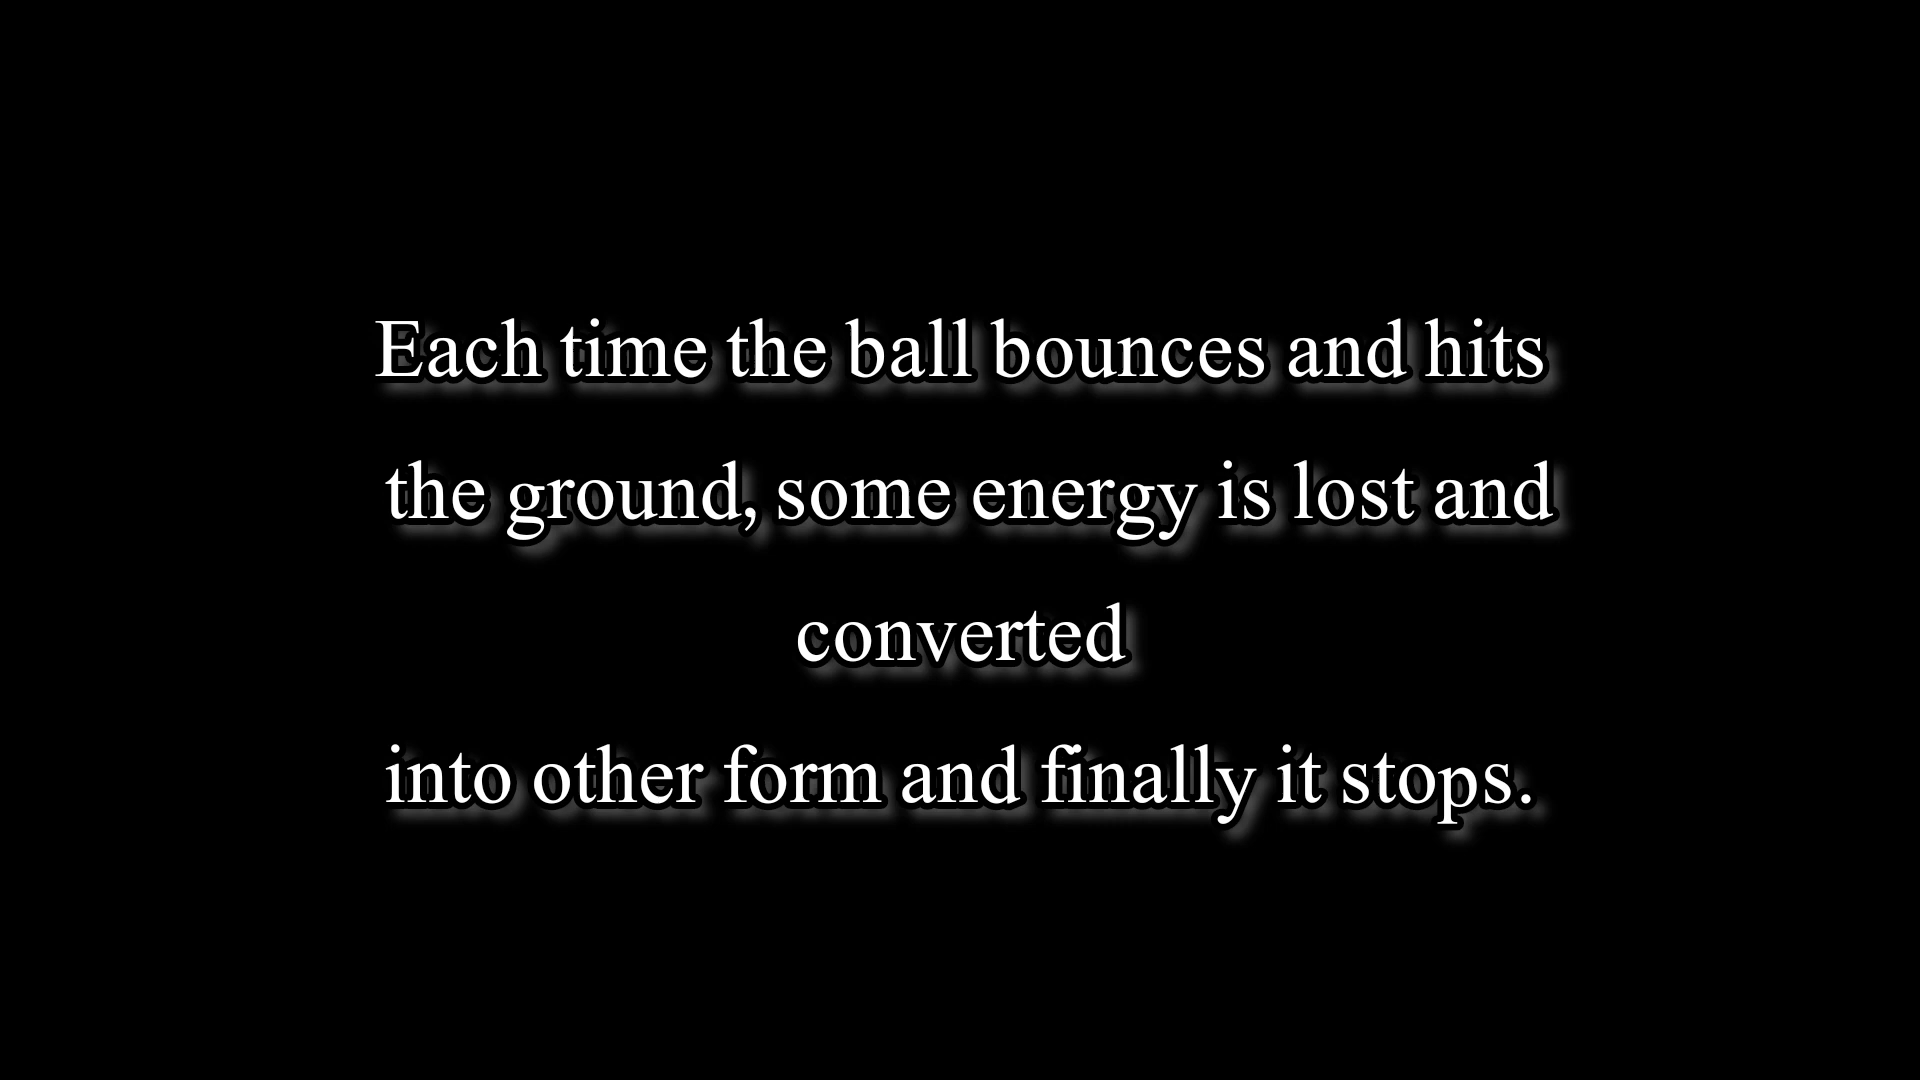 Each time the ball bounces and hits
the ground, some energy is lost and
converted
into other form and finally it stops.